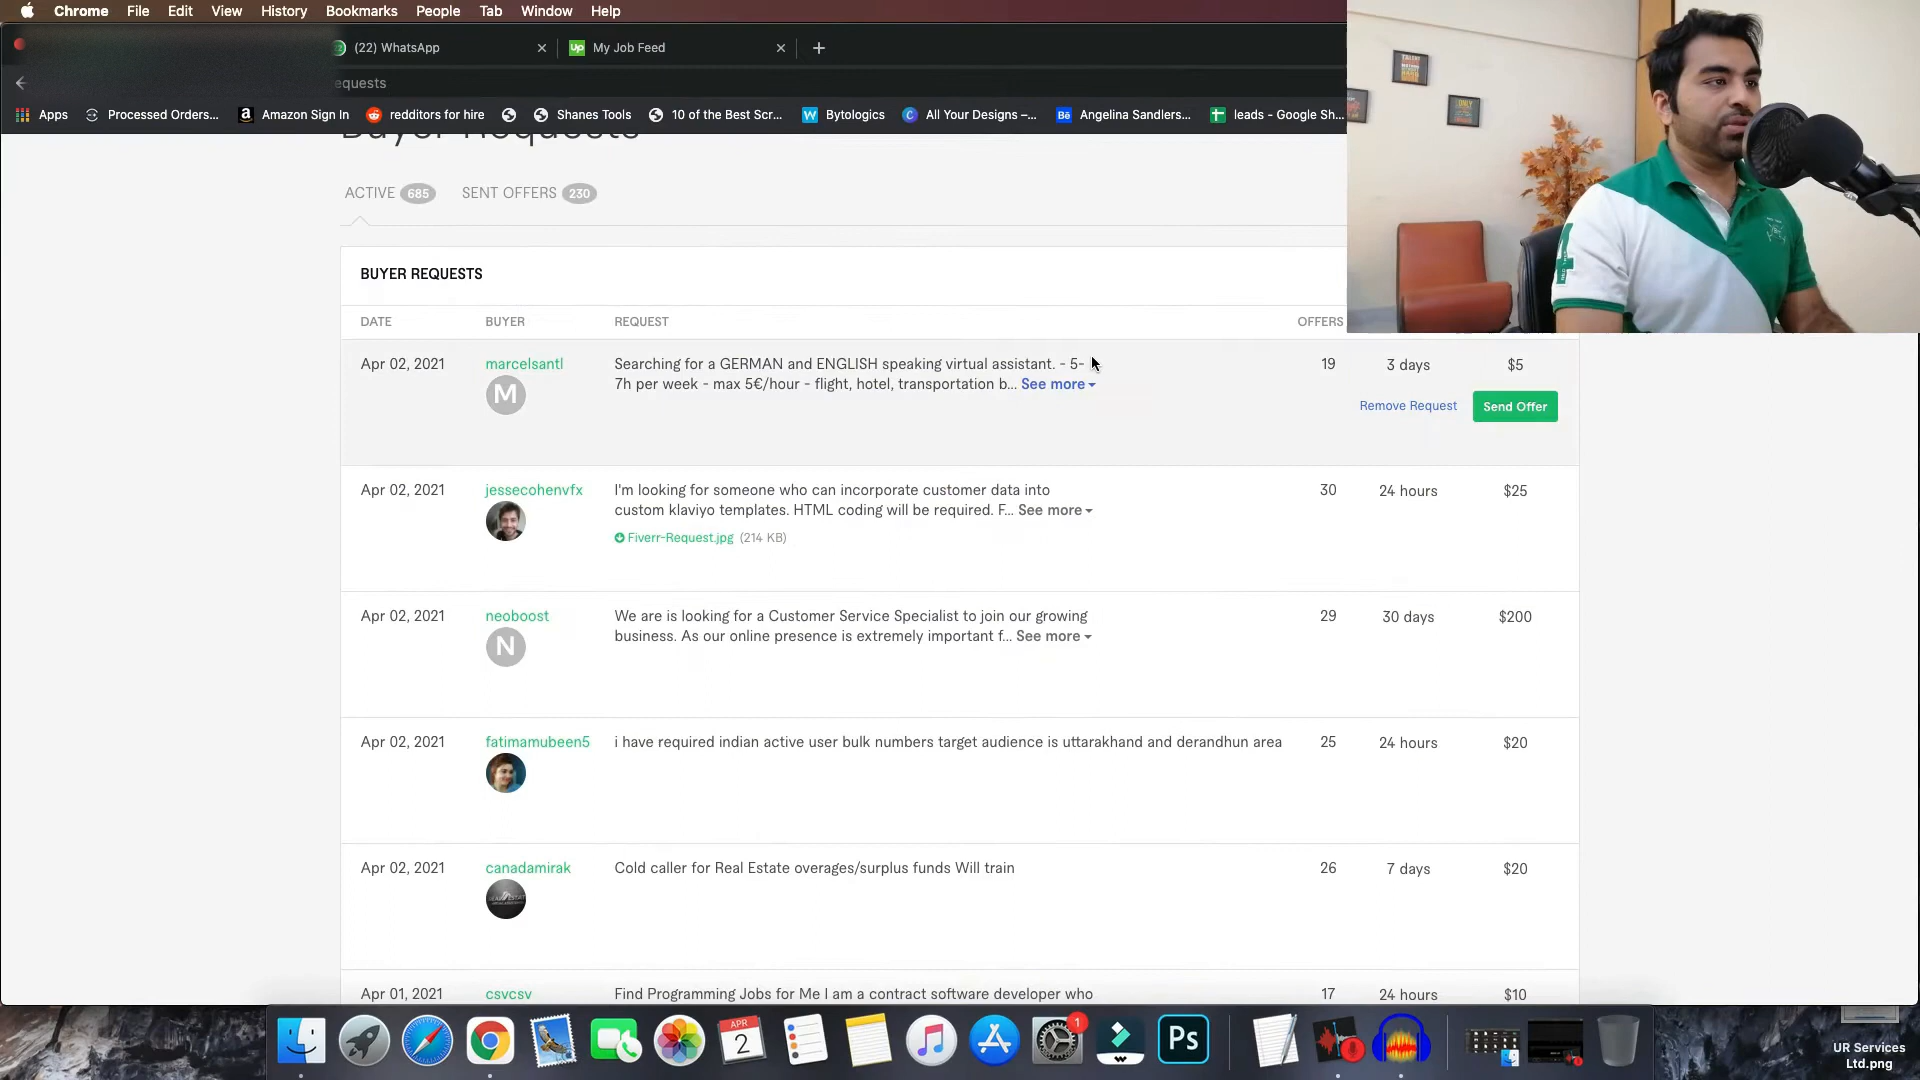 Chrome File Edit View History Bookmarks People Tab Window Help
(22) WhatsApp
Up My Job Feed
equests
Apps Processed Orders... Amazon Sign In redditors for hire Shanes Tools 10 of the Best Scr... W Bytologics All Your Designs –... Bē Angelina Sandlers... leads - Google Sh...
Buyer Requests
ACTIVE 685 SENT OFFERS 230
BUYER REQUESTS
DATE BUYER REQUEST OFFERS
Apr 02, 2021 marcelsantl Searching for a GERMAN and ENGLISH speaking virtual assistant. - 5- 19 3 days $5
M 7h per week - max 5€/hour - flight, hotel, transportation b... See more
Remove Request Send Offer
Apr 02, 2021 jessecohenvfx I'm looking for someone who can incorporate customer data into 30 24 hours $25
custom klaviyo templates. HTML coding will be required. F... See more
Fiverr-Request.jpg (214 KB)
Apr 02, 2021 neoboost We are is looking for a Customer Service Specialist to join our growing 29 30 days $200
N business. As our online presence is extremely important f... See more
Apr 02, 2021 fatimamubeen5 i have required indian active user bulk numbers target audience is uttarakhand and derandhun area 25 24 hours $20
Apr 02, 2021 canadamirak Cold caller for Real Estate overages/surplus funds Will train 26 7 days $20
Apr 01, 2021 csvcsv Find Programming Jobs for Me I am a contract software developer who 17 24 hours $10
APR
2
1
Ps
UR Services
Ltd.png